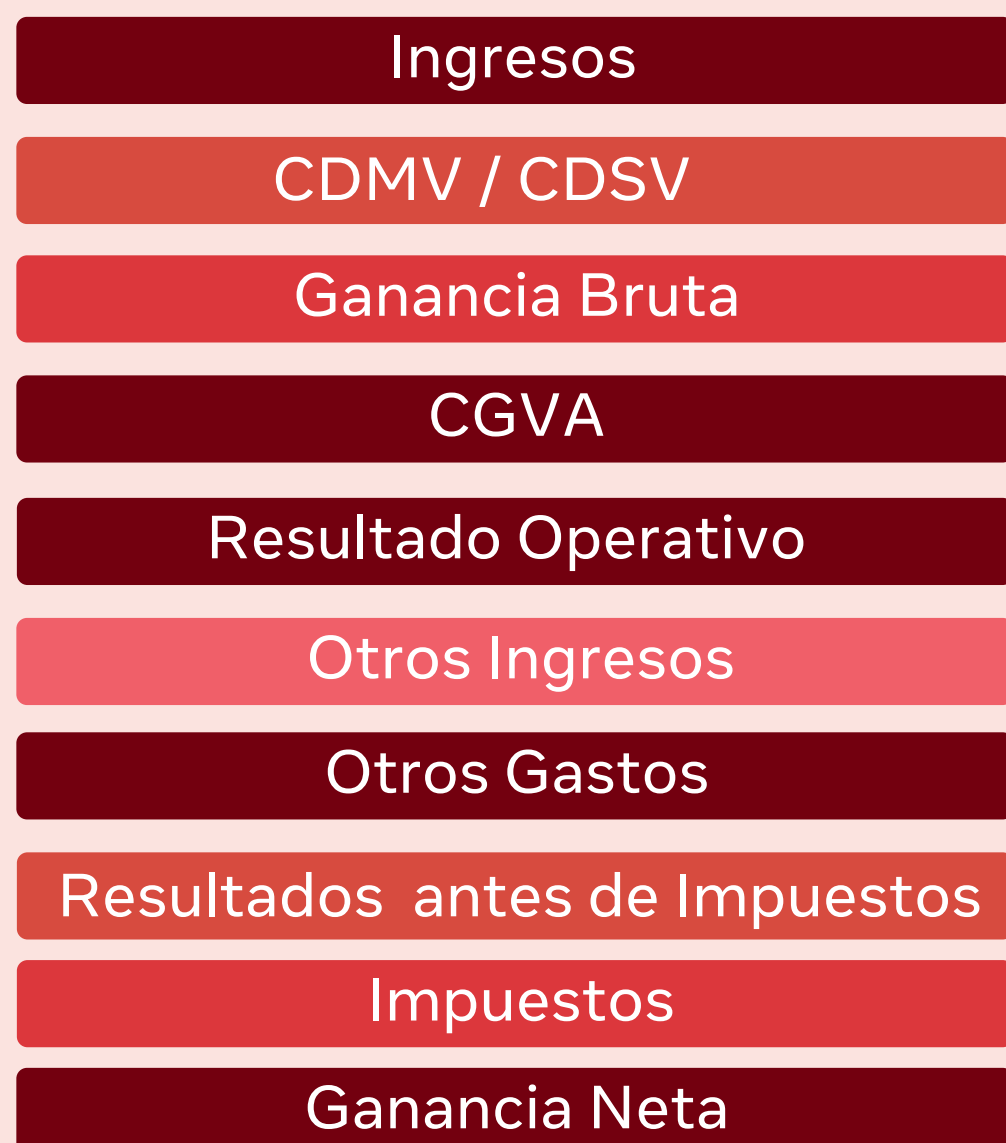 Ingresos
CDMV / CDSV
Ganancia Bruta
CGVA
Resultado Operativo
Otros Ingresos
Otros Gastos
Resultados antes de Impuestos
Impuestos
Ganancia Neta